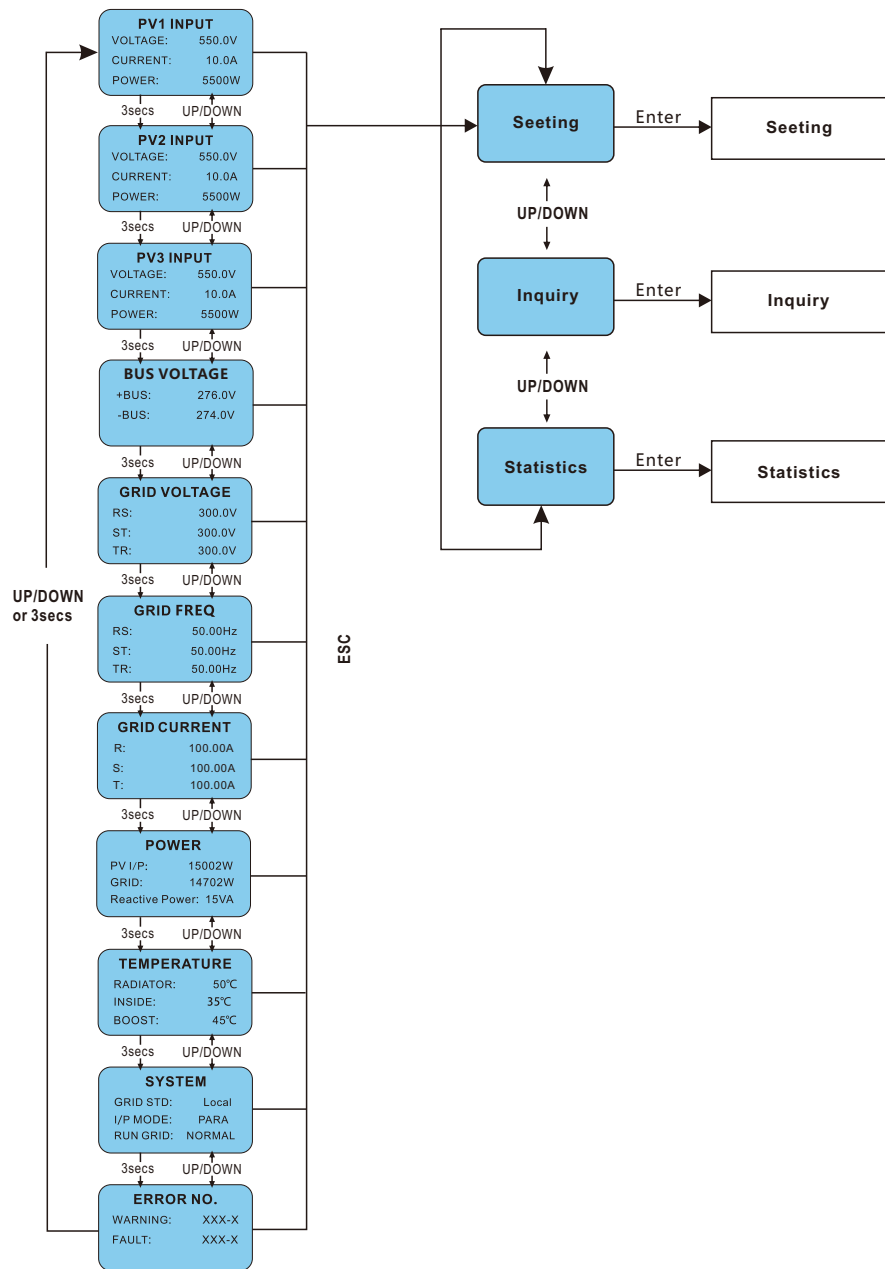 PV1 INPUT
VOLTAGE: 550.0V
CURRENT: 10.0A
POWER: 5500W
3secs UP/DOWN
PV2 INPUT
VOLTAGE: 550.0V
CURRENT: 10.0A
POWER: 5500W
3secs UP/DOWN
PV3 INPUT
VOLTAGE: 550.0V
CURRENT: 10.0A
POWER: 5500W
3secs UP/DOWN
BUS VOLTAGE
+BUS: 276.0V
-BUS: 274.0V
3secs UP/DOWN
GRID VOLTAGE
RS: 300.0V
ST: 300.0V
TR: 300.0V
3secs UP/DOWN
GRID FREQ
RS: 50.00Hz
ST: 50.00Hz
TR: 50.00Hz
3secs UP/DOWN
GRID CURRENT
R: 100.00A
S: 100.00A
T: 100.00A
3secs UP/DOWN
POWER
PV I/P: 15002W
GRID: 14702W
Reactive Power: 15VA
3secs UP/DOWN
TEMPERATURE
RADIATOR: 50℃
INSIDE: 35℃
BOOST: 45℃
3secs UP/DOWN
SYSTEM
GRID STD: Local
I/P MODE: PARA
RUN GRID: NORMAL
3secs UP/DOWN
ERROR NO.
WARNING: XXX-X
FAULT: XXX-X
UP/DOWN
or 3secs
ESC
Seeting Enter Seeting
UP/DOWN
Inquiry Enter Inquiry
UP/DOWN
Statistics Enter Statistics